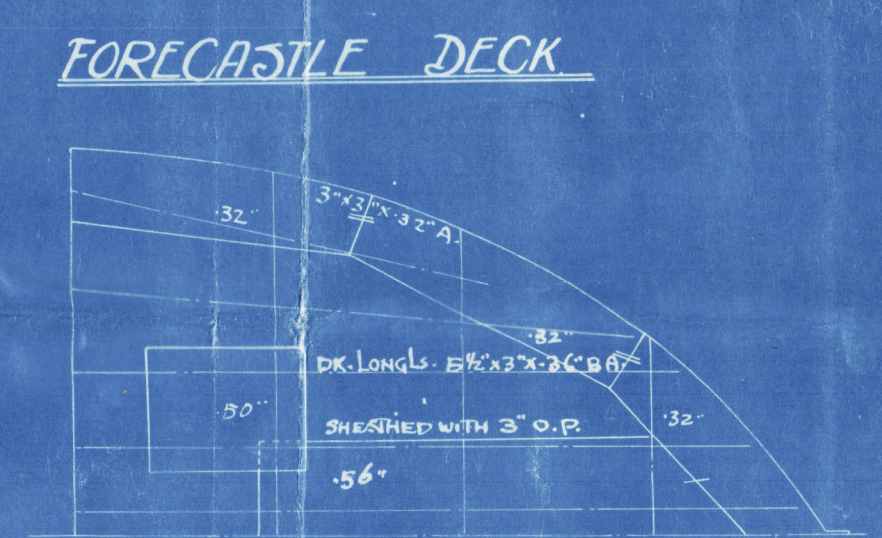 FORECASTLE DECK
.32"
3"x3"x.32" A.
.32"
DK. LONGLS. 5½"x3"x.36" B A.
.50"
.32"
SHEATHED WITH 3" O.P.
.56"